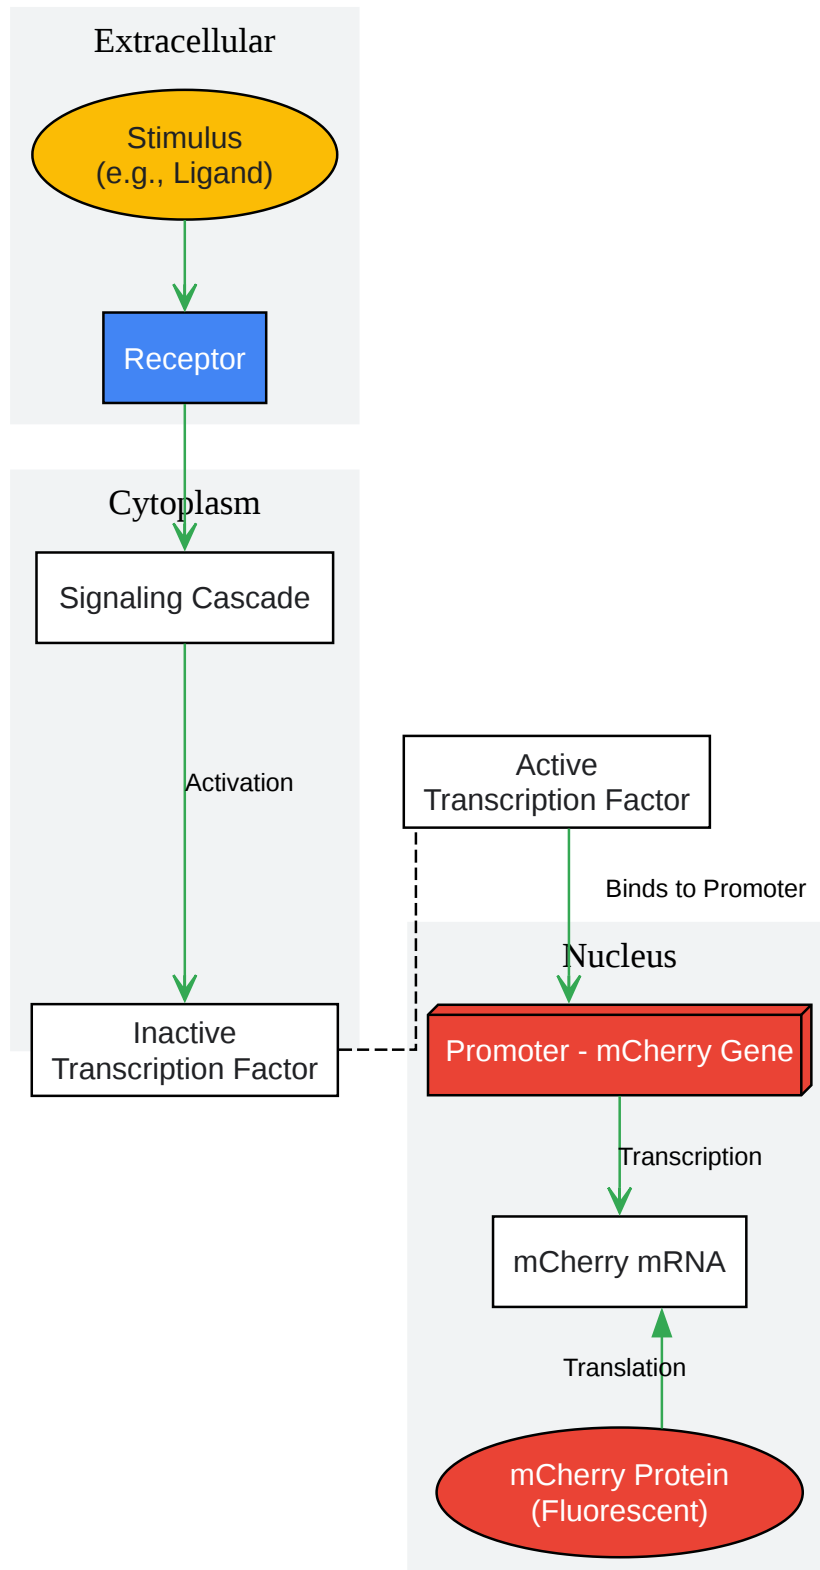 Extracellular
Stimulus
(e.g., Ligand)
Receptor
Cytoplasm
Signaling Cascade
Activation
Active
Transcription Factor
Binds to Promoter
Nucleus
Inactive
Transcription Factor
Promoter - mCherry Gene
Transcription
mCherry mRNA
Translation
mCherry Protein
(Fluorescent)